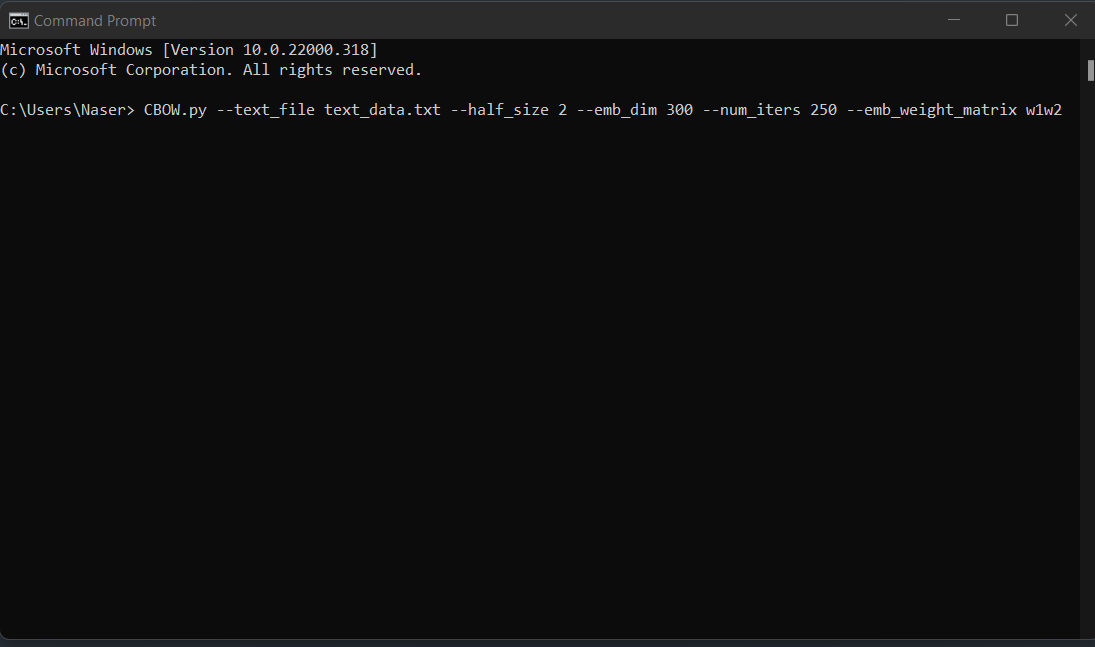 Command Prompt
Microsoft Windows [Version 10.0.22000.318]
(c) Microsoft Corporation. All rights reserved.
C:\Users\Naser> CBOW.py --text_file text_data.txt --half_size 2 --emb_dim 300 --num_iters 250 --emb_weight_matrix w1w2